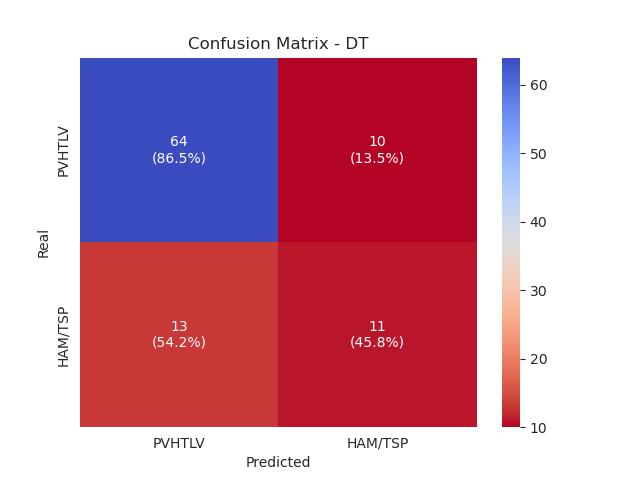 Confusion Matrix - DT
PVHTLV
HAM/TSP
Real
64
(86.5%)
10
(13.5%)
13
(54.2%)
11
(45.8%)
PVHTLV
HAM/TSP
Predicted
60
50
40
30
20
10